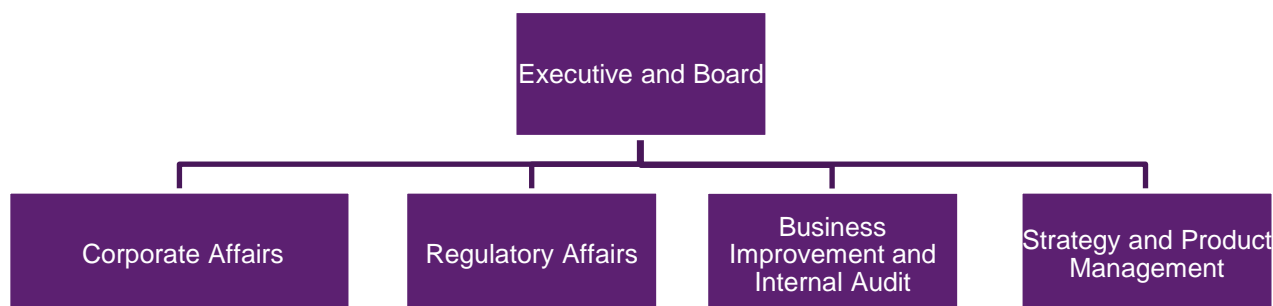 Executive and Board
Corporate Affairs
Regulatory Affairs
Business
Improvement and
Internal Audit
Strategy and Product
Management